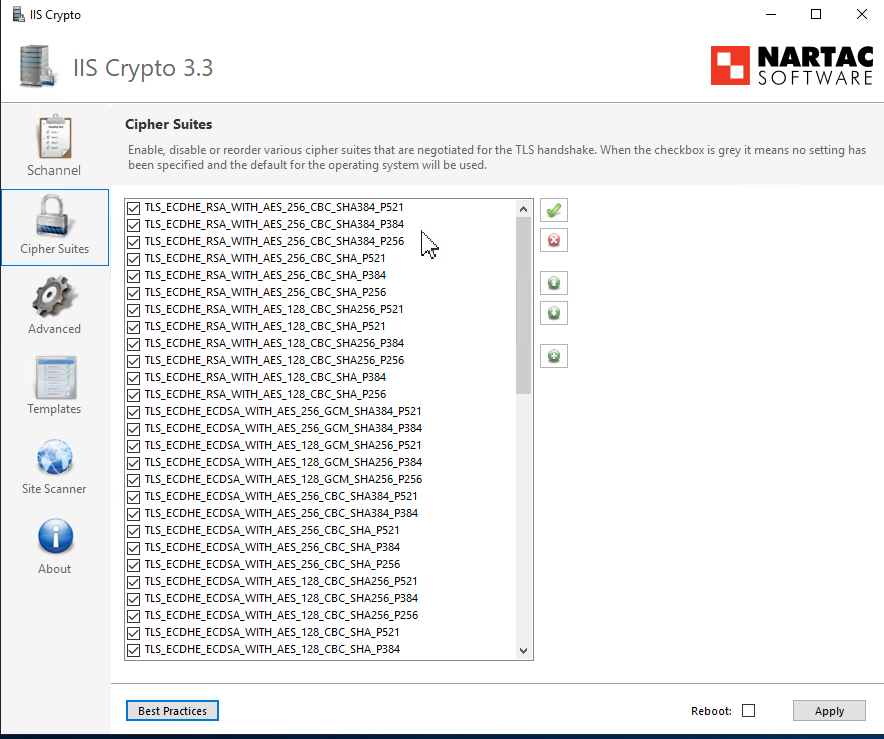 IIS Crypto
IIS Crypto 3.3
NARTAC
SOFTWARE
Schannel
Cipher Suites
Advanced
Templates
Site Scanner
About
Cipher Suites
Enable, disable or reorder various cipher suites that are negotiated for the TLS handshake. When the checkbox is grey it means no setting has
been specified and the default for the operating system will be used.
TLS_ECDHE_RSA_WITH_AES_256_CBC_SHA384_P521
TLS_ECDHE_RSA_WITH_AES_256_CBC_SHA384_P384
TLS_ECDHE_RSA_WITH_AES_256_CBC_SHA384_P256
TLS_ECDHE_RSA_WITH_AES_256_CBC_SHA_P521
TLS_ECDHE_RSA_WITH_AES_256_CBC_SHA_P384
TLS_ECDHE_RSA_WITH_AES_256_CBC_SHA_P256
TLS_ECDHE_RSA_WITH_AES_128_CBC_SHA256_P521
TLS_ECDHE_RSA_WITH_AES_128_CBC_SHA_P521
TLS_ECDHE_RSA_WITH_AES_128_CBC_SHA256_P384
TLS_ECDHE_RSA_WITH_AES_128_CBC_SHA256_P256
TLS_ECDHE_RSA_WITH_AES_128_CBC_SHA_P384
TLS_ECDHE_RSA_WITH_AES_128_CBC_SHA_P256
TLS_ECDHE_ECDSA_WITH_AES_256_GCM_SHA384_P521
TLS_ECDHE_ECDSA_WITH_AES_256_GCM_SHA384_P384
TLS_ECDHE_ECDSA_WITH_AES_128_GCM_SHA256_P521
TLS_ECDHE_ECDSA_WITH_AES_128_GCM_SHA256_P384
TLS_ECDHE_ECDSA_WITH_AES_128_GCM_SHA256_P256
TLS_ECDHE_ECDSA_WITH_AES_256_CBC_SHA384_P521
TLS_ECDHE_ECDSA_WITH_AES_256_CBC_SHA384_P384
TLS_ECDHE_ECDSA_WITH_AES_256_CBC_SHA_P521
TLS_ECDHE_ECDSA_WITH_AES_256_CBC_SHA_P384
TLS_ECDHE_ECDSA_WITH_AES_256_CBC_SHA_P256
TLS_ECDHE_ECDSA_WITH_AES_128_CBC_SHA256_P521
TLS_ECDHE_ECDSA_WITH_AES_128_CBC_SHA256_P384
TLS_ECDHE_ECDSA_WITH_AES_128_CBC_SHA256_P256
TLS_ECDHE_ECDSA_WITH_AES_128_CBC_SHA_P521
TLS_ECDHE_ECDSA_WITH_AES_128_CBC_SHA_P384
Best Practices
Reboot:
Apply